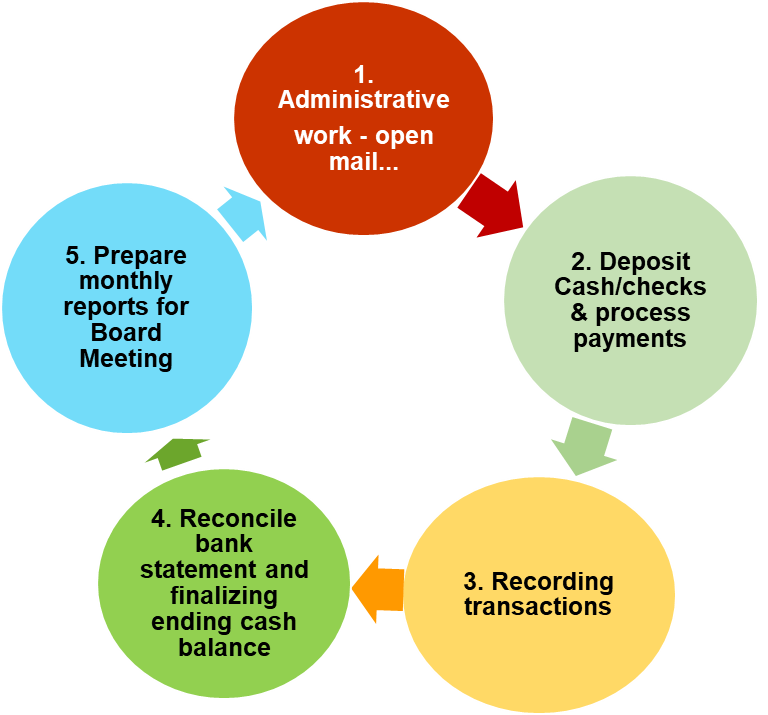 1.
Administrative
work - open
mail...
2. Deposit
Cash/checks
& process
payments
3. Recording
transactions
4. Reconcile
bank
statement and
finalizing
ending cash
balance
5. Prepare
monthly
reports for
Board
Meeting